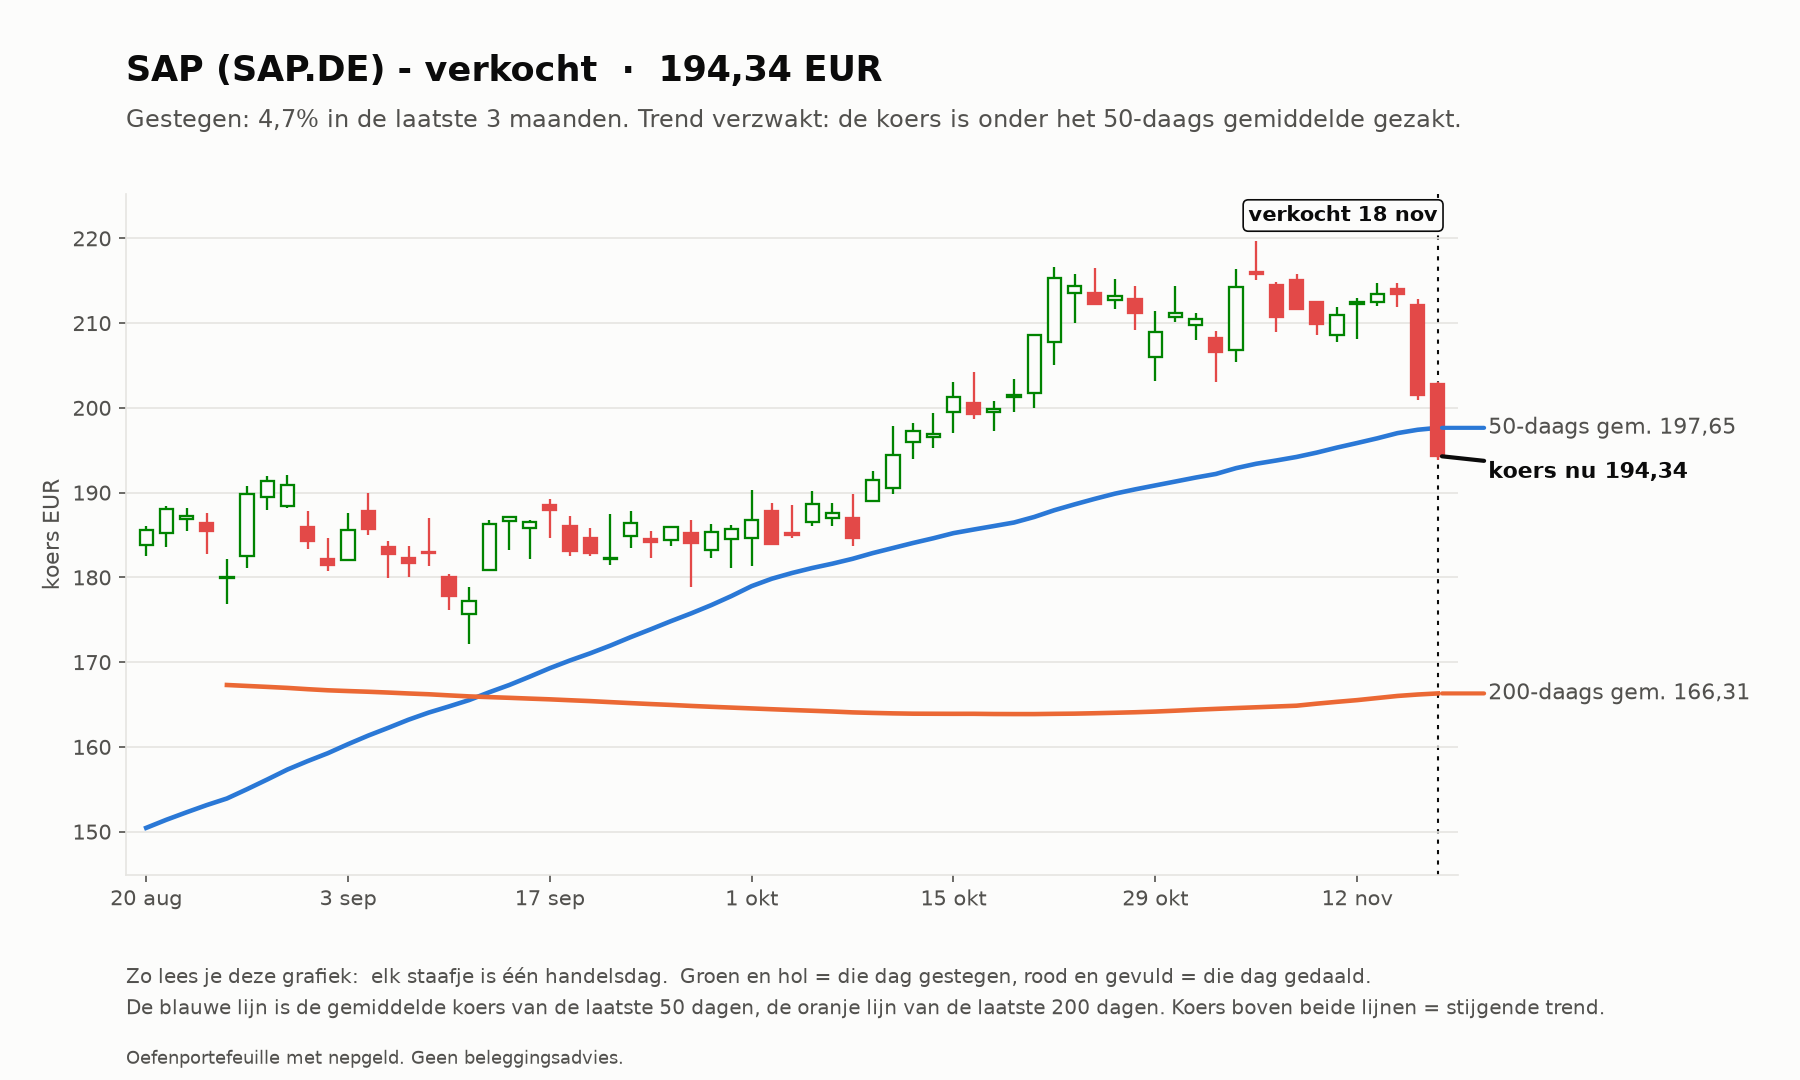 SAP (SAP.DE) - verkocht · 194,34 EUR
Gestegen: 4,7% in de laatste 3 maanden. Trend verzwakt: de koers is onder het 50-daags gemiddelde gezakt.
verkocht 18 nov
220
210
200
190
180
170
160
150
koers EUR
50-daags gem. 197,65
koers nu 194,34
200-daags gem. 166,31
20 aug
3 sep
17 sep
1 okt
15 okt
29 okt
12 nov
Zo lees je deze grafiek: elk staafje is één handelsdag. Groen en hol = die dag gestegen, rood en gevuld = die dag gedaald.
De blauwe lijn is de gemiddelde koers van de laatste 50 dagen, de oranje lijn van de laatste 200 dagen. Koers boven beide lijnen = stijgende trend.
Oefenportefeuille met nepgeld. Geen beleggingsadvies.